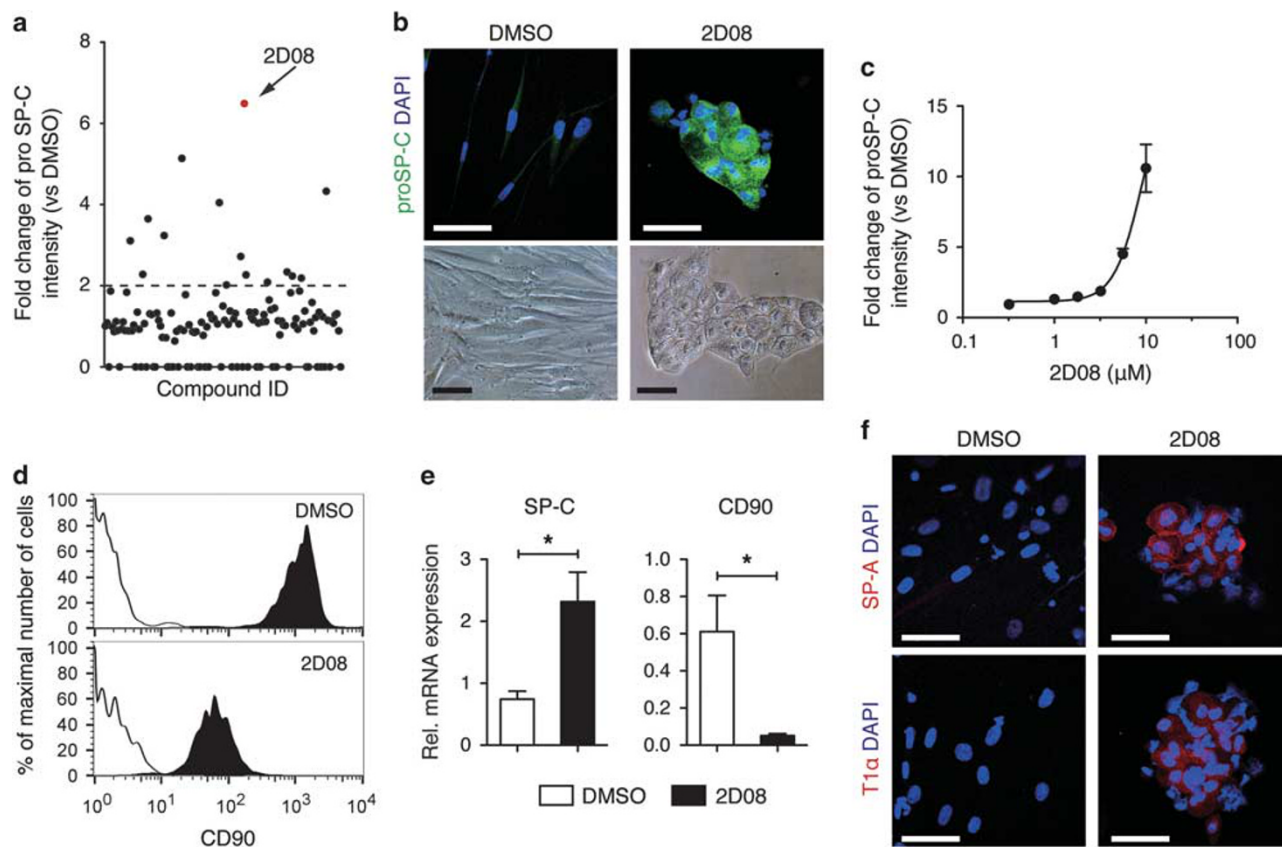 a
8
6
4
2
0
2D08
Fold change of pro SP-C
intensity (vs DMSO)
Compound ID
b
DMSO
2D08
proSP-C DAPI
c
Fold change of proSP-C
intensity (vs DMSO)
15
10
5
0
0.1
1
10
100
2D08 (µM)
d
% of maximal number of cells
100
80
60
40
20
0
DMSO
100
80
60
40
20
0
2D08
10⁰
10¹
10²
10³
10⁴
CD90
e
Rel. mRNA expression
SP-C
*
3
2
1
0
CD90
*
1.0
0.8
0.6
0.4
0.2
0.0
DMSO
2D08
f
DMSO
2D08
SP-A DAPI
T1α DAPI